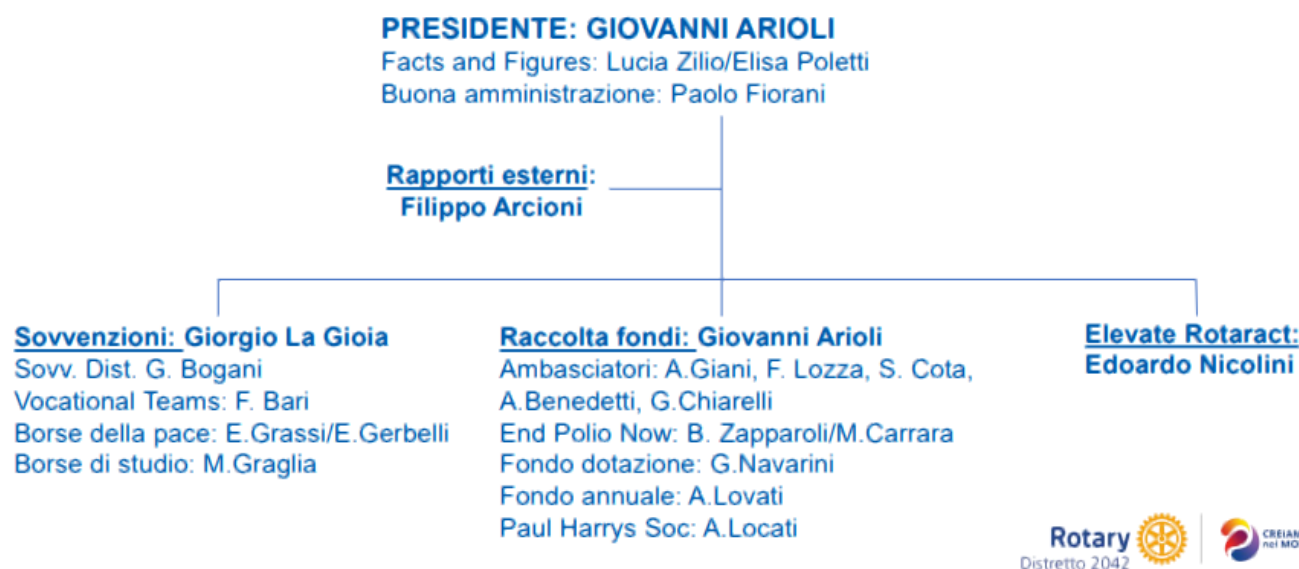 PRESIDENTE: GIOVANNI ARIOLI
Facts and Figures: Lucia Zilio/Elisa Poletti
Buona amministrazione: Paolo Fiorani
Rapporti esterni:
Filippo Arcioni
Sovvenzioni: Giorgio La Gioia
Sovv. Dist. G. Bogani
Vocational Teams: F. Bari
Borse della pace: E.Grassi/E.Gerbelli
Borse di studio: M.Graglia
Raccolta fondi: Giovanni Arioli
Ambasciatori: A.Giani, F. Lozza, S. Cota,
A.Benedetti, G.Chiarelli
End Polio Now: B. Zapparoli/M.Carrara
Fondo dotazione: G.Navarini
Fondo annuale: A.Lovati
Paul Harrys Soc: A.Locati
Elevate Rotaract:
Edoardo Nicolini
Rotary
Distretto 2042
nel